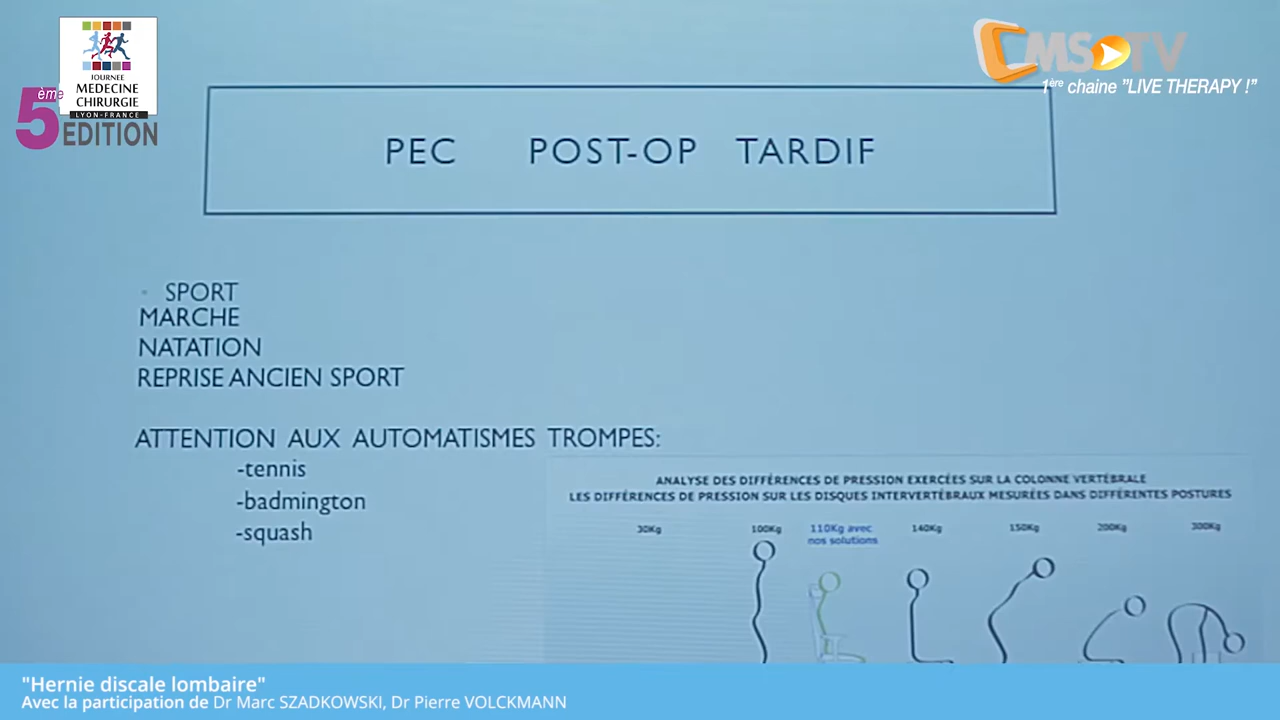 JOURNEE
MEDECINE
CHIRURGIE
LYON-FRANCE
5ème EDITION
CMS TV
1ère chaine "LIVE THERAPY !"
PEC POST-OP TARDIF
- SPORT
MARCHE
NATATION
REPRISE ANCIEN SPORT
ATTENTION AUX AUTOMATISMES TROMPES:
-tennis
-badmington
-squash
ANALYSE DES DIFFÉRENCES DE PRESSION EXERCÉES SUR LA COLONNE VERTÉBRALE
LES DIFFÉRENCES DE PRESSION SUR LES DISQUES INTERVERTÉBRAUX MESURÉES DANS DIFFÉRENTES POSTURES
30Kg 100Kg 110Kg avec nos solutions 140Kg 150Kg 200Kg 300Kg
"Hernie discale lombaire"
Avec la participation de Dr Marc SZADKOWSKI, Dr Pierre VOLCKMANN